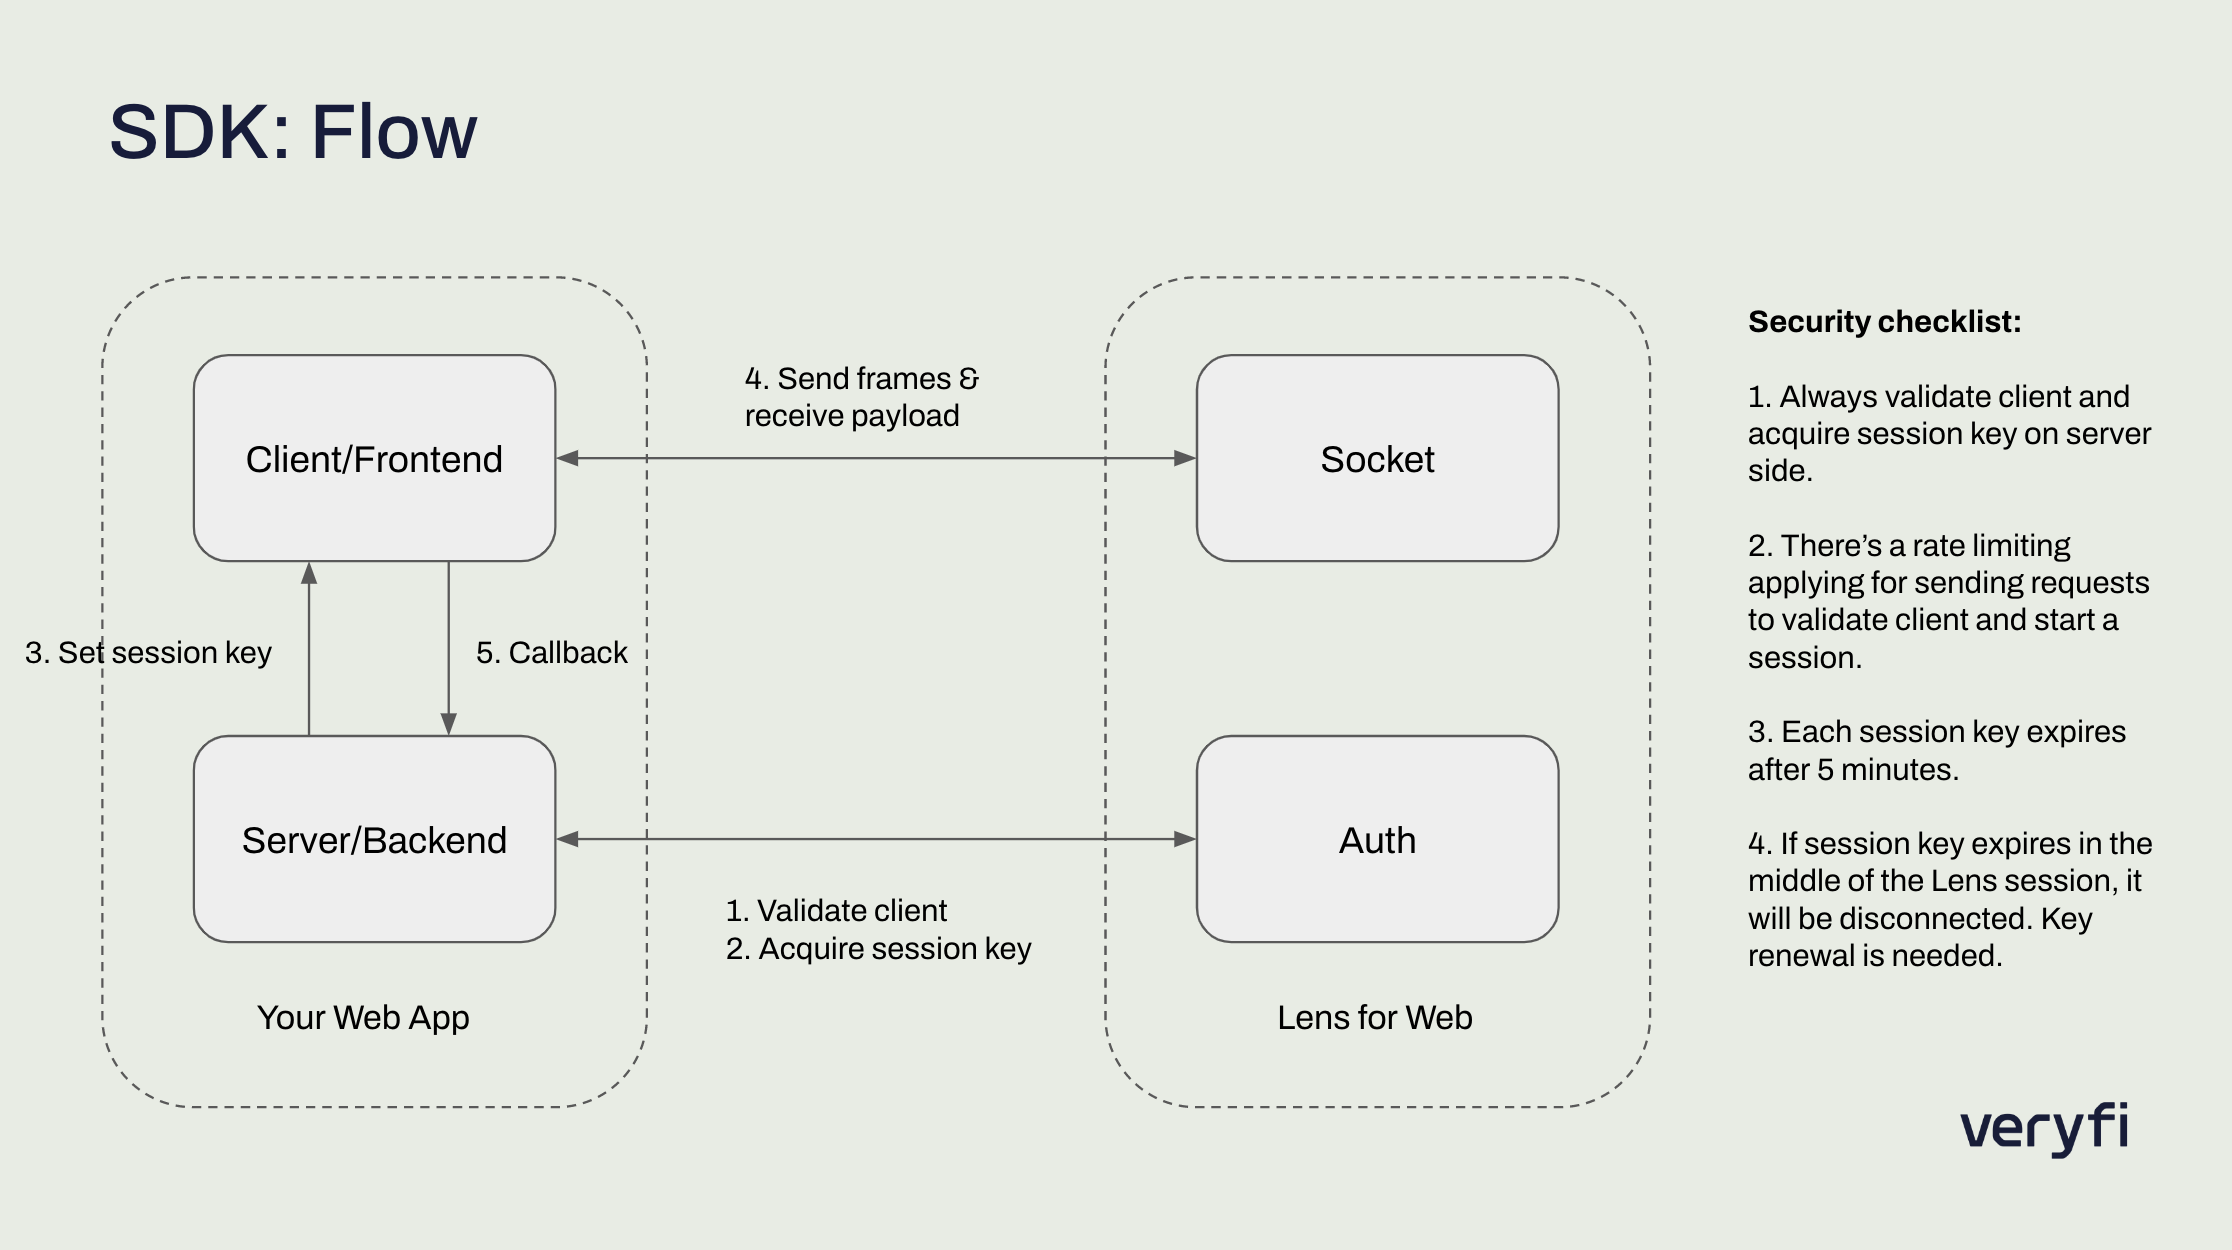 SDK: Flow
4. Send frames &
receive payload
Client/Frontend
Socket
3. Set session key
5. Callback
Server/Backend
Auth
1. Validate client
2. Acquire session key
Your Web App
Lens for Web
Security checklist:
1. Always validate client and
acquire session key on server
side.
2. There’s a rate limiting
applying for sending requests
to validate client and start a
session.
3. Each session key expires
after 5 minutes.
4. If session key expires in the
middle of the Lens session, it
will be disconnected. Key
renewal is needed.
veryfi